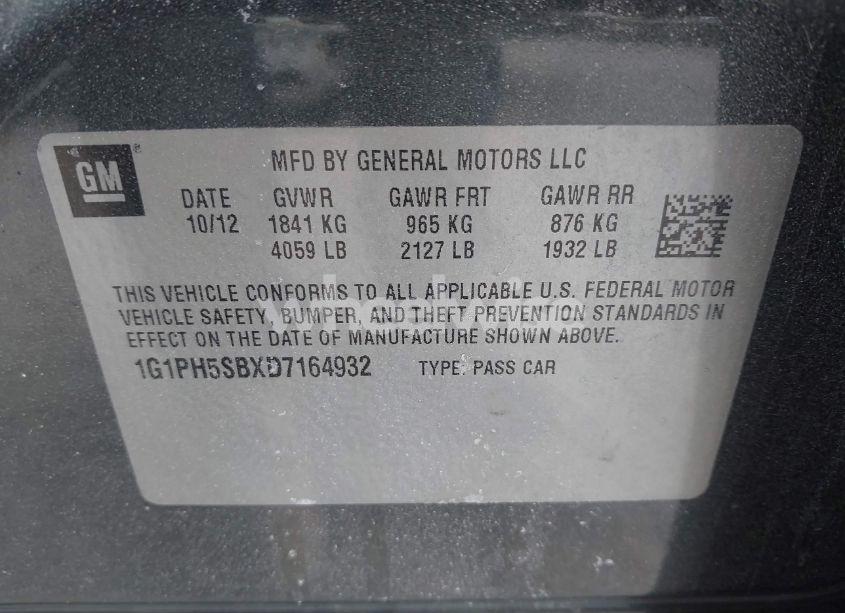 GM
MFD BY GENERAL MOTORS LLC
DATE GVWR GAWR FRT GAWR RR
10/12 1841 KG 965 KG 876 KG
4059 LB 2127 LB 1932 LB
THIS VEHICLE CONFORMS TO ALL APPLICABLE U.S. FEDERAL MOTOR
VEHICLE SAFETY, BUMPER, AND THEFT PREVENTION STANDARDS IN
EFFECT ON THE DATE OF MANUFACTURE SHOWN ABOVE.
1G1PH5SBXD7164932 TYPE: PASS CAR